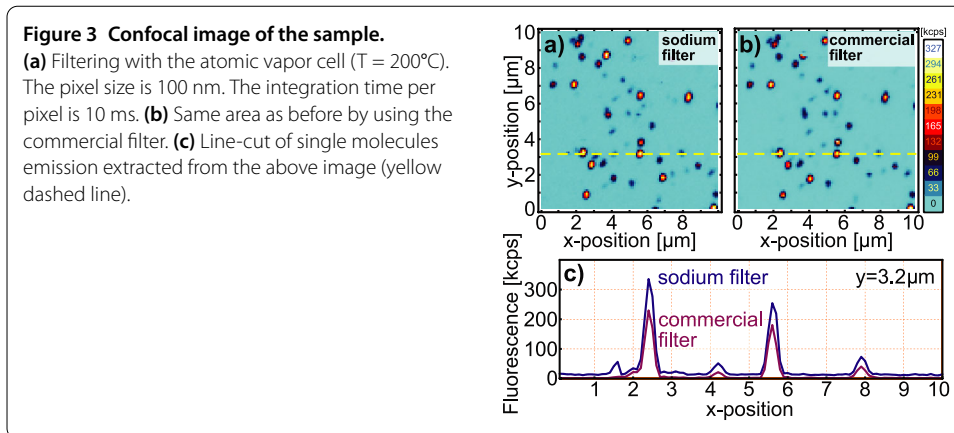 Figure 3 Confocal image of the sample.
(a) Filtering with the atomic vapor cell (T = 200°C).
The pixel size is 100 nm. The integration time per
pixel is 10 ms. (b) Same area as before by using the
commercial filter. (c) Line-cut of single molecules
emission extracted from the above image (yellow
dashed line).
a)
sodium
filter
10
8
6
4
2
0
y-position [µm]
0 2 4 6 8
x-position [µm]
b)
commercial
filter
0 2 4 6 8 10
x-position [µm]
[kcps]
327
294
261
231
198
165
132
99
66
33
0
c)
sodium filter
commercial
filter
y=3.2µm
Fluorescence [kcps]
300
200
100
0
1 2 3 4 5 6 7 8 9 10
x-position